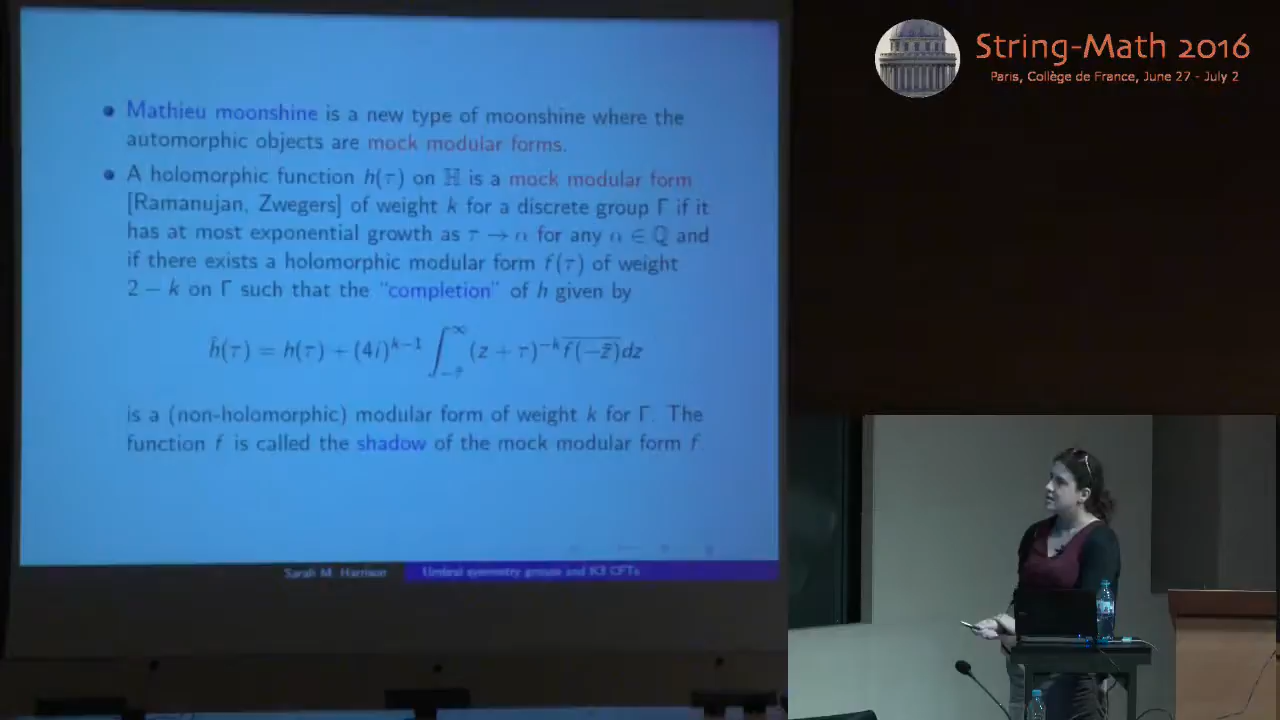 String-Math 2016
Paris, Collège de France, June 27 - July 2
Mathieu moonshine is a new type of moonshine where the
automorphic objects are mock modular forms.
A holomorphic function h(τ) on ℍ is a mock modular form
[Ramanujan, Zwegers] of weight k for a discrete group Γ if it
has at most exponential growth as τ → α for any α ∈ ℚ and
if there exists a holomorphic modular form f(τ) of weight
2 − k on Γ such that the "completion" of h given by
ĥ(τ) = h(τ) + (4i)^{k−1} ∫_{−τ̄}^{∞} (z + τ)^{−k} \overline{f(−z̄)} dz
is a (non-holomorphic) modular form of weight k for Γ. The
function f is called the shadow of the mock modular form f
Sarah M. Harrison Umbral symmetry groups and K3 CFTs